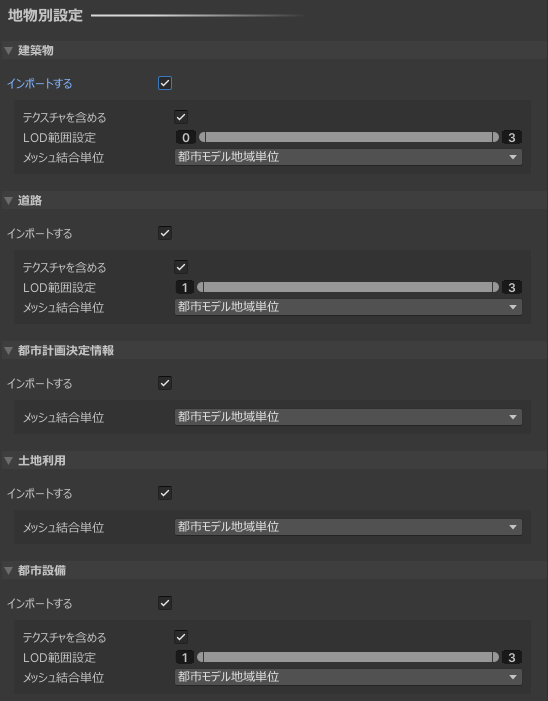 地物別設定
建築物
インポートする
テクスチャを含める
LOD範囲設定 0 3
メッシュ結合単位 都市モデル地域単位
道路
インポートする
テクスチャを含める
LOD範囲設定 1 3
メッシュ結合単位 都市モデル地域単位
都市計画決定情報
インポートする
メッシュ結合単位 都市モデル地域単位
土地利用
インポートする
メッシュ結合単位 都市モデル地域単位
都市設備
インポートする
テクスチャを含める
LOD範囲設定 1 3
メッシュ結合単位 都市モデル地域単位